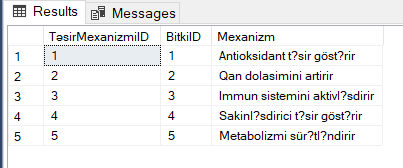 Results Messages
TəsirMexanizmiID BitkiID Mexanizm
1 1 1 Antioksidant t?sir göst?rir
2 2 2 Qan dolasimini artirir
3 3 3 Immun sistemini aktivl?sdirir
4 4 4 Sakinl?sdirici t?sir göst?rir
5 5 5 Metabolizmi sür?tl?ndirir